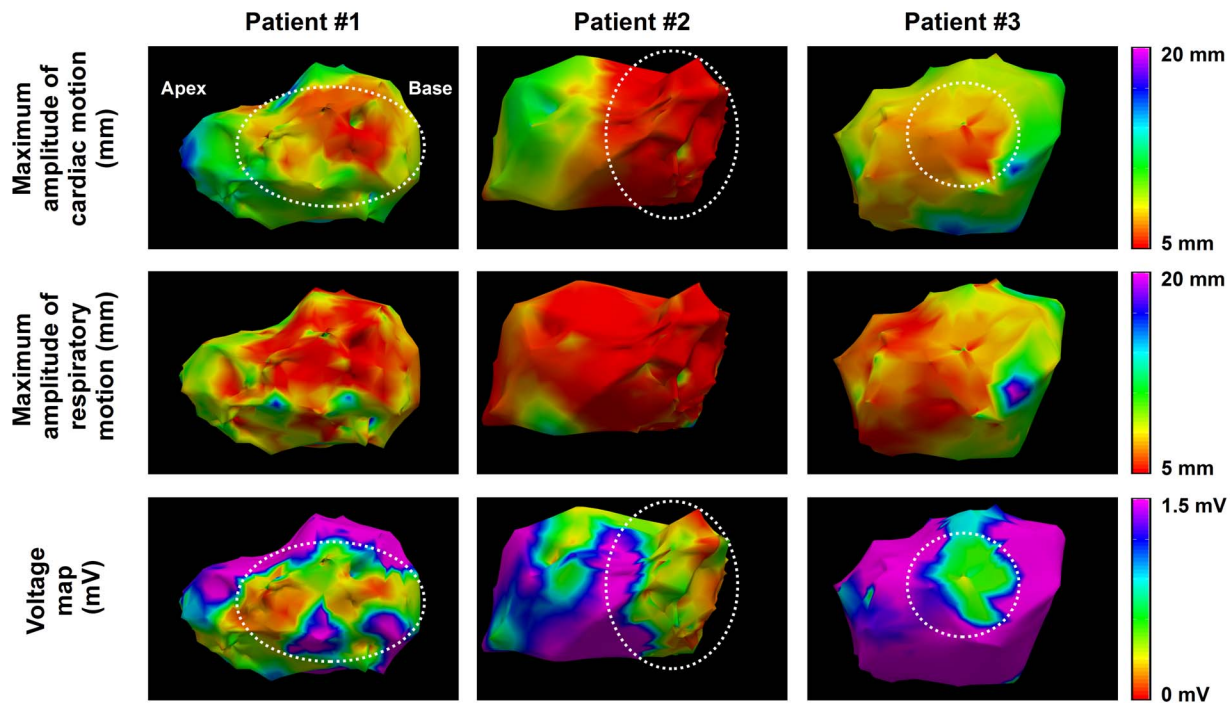 Patient #1 Patient #2 Patient #3
Maximum
amplitude of
cardiac motion
(mm)
Apex Base
20 mm
5 mm
Maximum
amplitude of
respiratory
motion (mm)
20 mm
5 mm
Voltage
map
(mV)
1.5 mV
0 mV